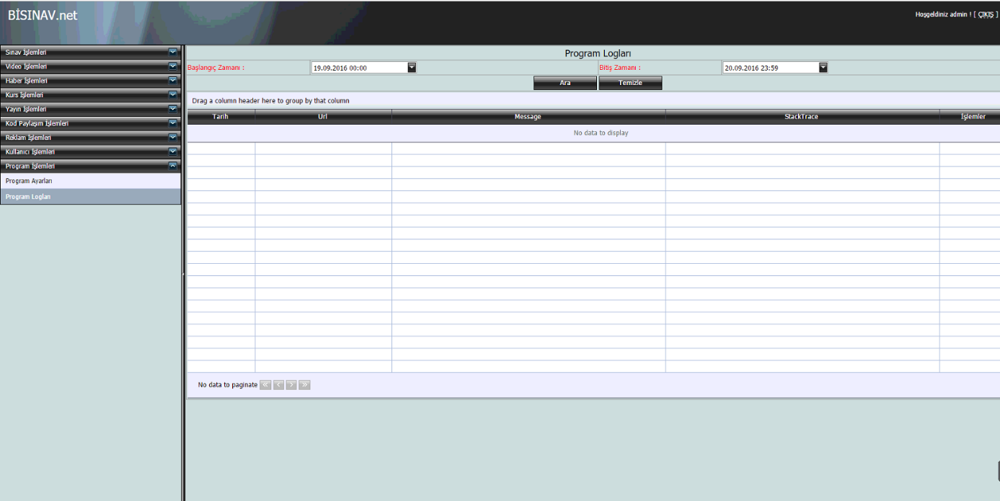 BİSINAV.net
Hoşgeldiniz admin ! [ ÇIKIŞ ]
Sınav İşlemleri
Video İşlemleri
Haber İşlemleri
Kurs İşlemleri
Yayın İşlemleri
Kod Paylaşım İşlemleri
Reklam İşlemleri
Kullanıcı İşlemleri
Program İşlemleri
Program Ayarları
Program Logları
Program Logları
Başlangıç Zamanı : 19.09.2016 00:00 Bitiş Zamanı : 20.09.2016 23:59
Ara Temizle
Drag a column header here to group by that column
Tarih Url Message StackTrace İşlemler
No data to display
No data to paginate